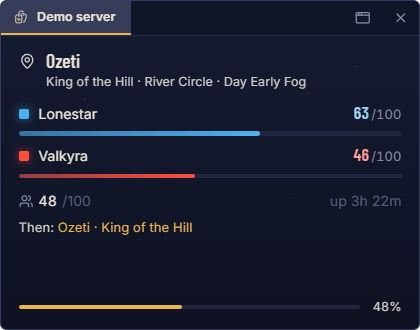 Demo server
Ozeti
King of the Hill · River Circle · Day Early Fog
Lonestar 63/100
Valkyra 46/100
48 /100 up 3h 22m
Then: Ozeti · King of the Hill
48%